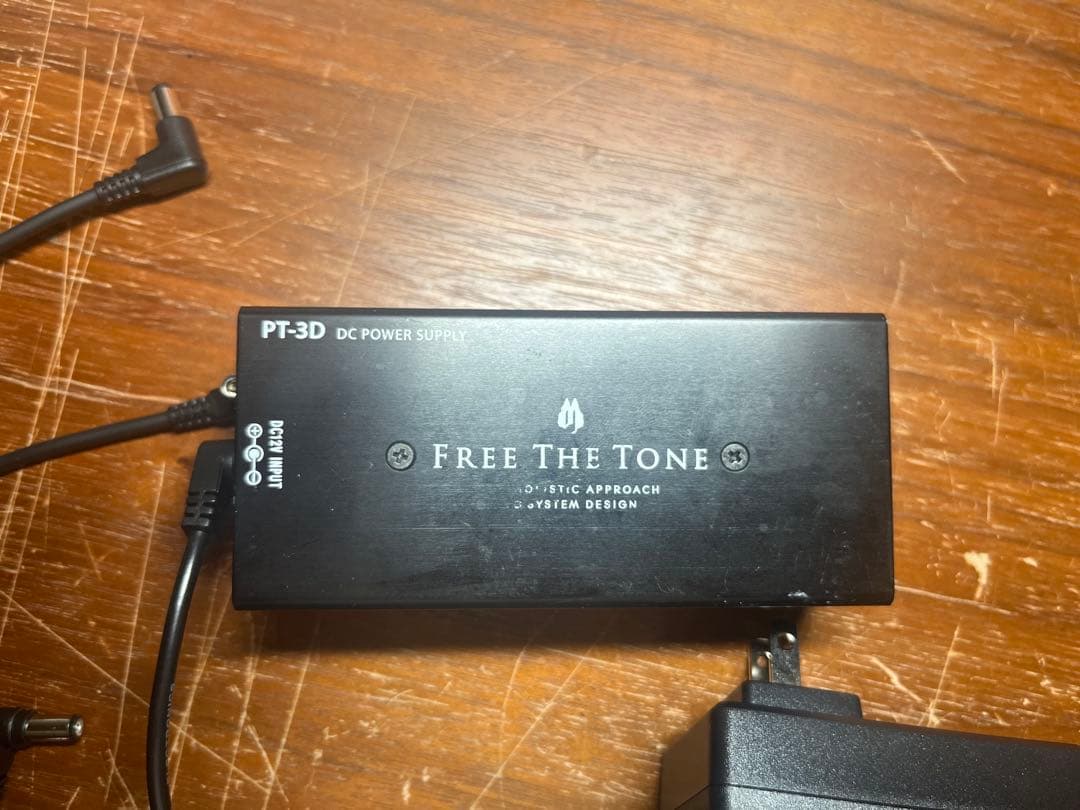 PT-3D DC POWER SUPPLY
DC12V INPUT
FREE THE TONE
APPROACH
SYSTEM DESIGN